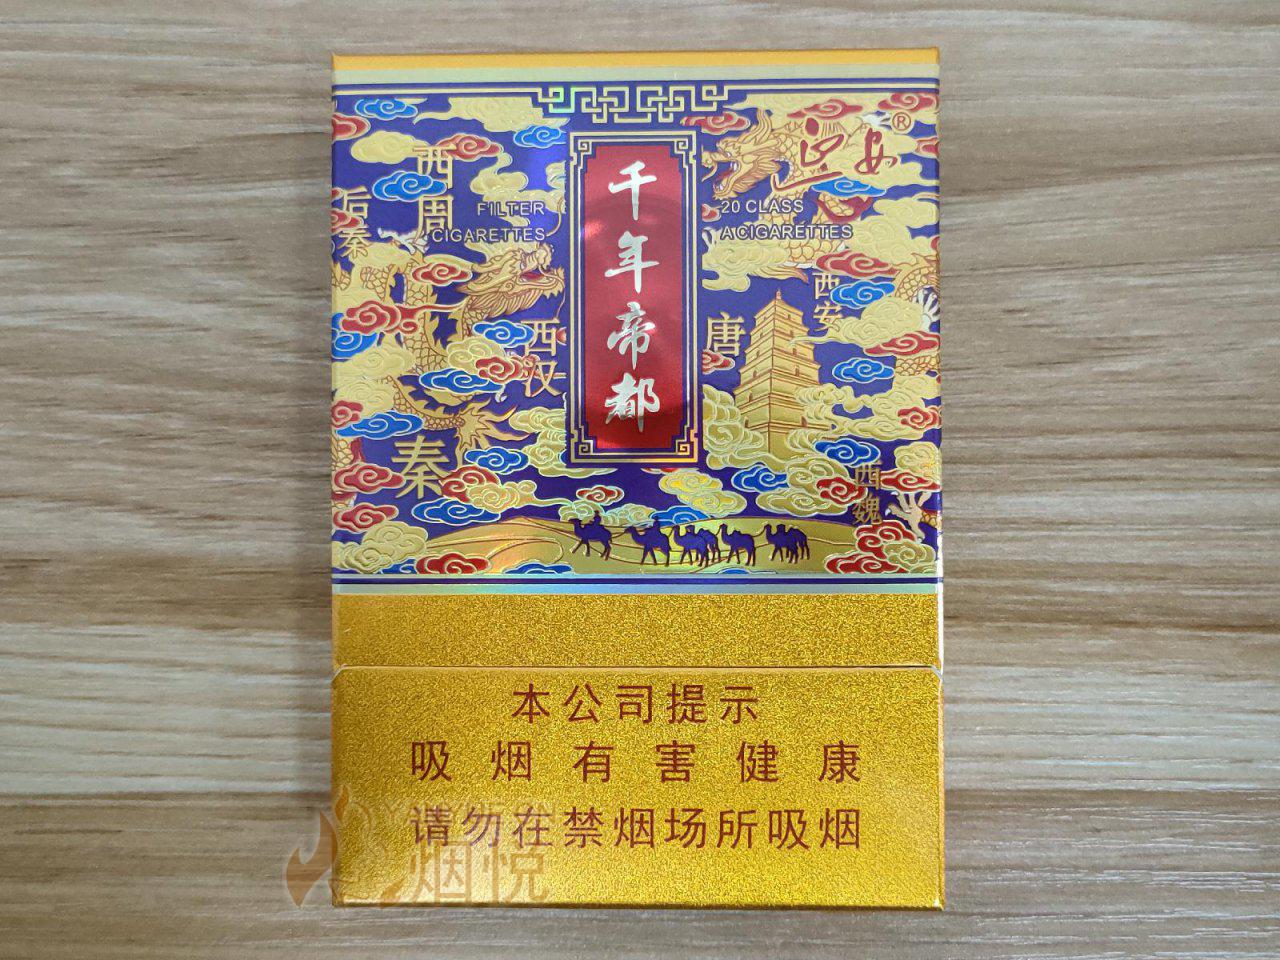 延安®
西周
后秦
FILTER
CIGARETTES
千年帝都
20 CLASS
A CIGARETTES
西安
西汉
唐
秦
西魏
本公司提示
吸烟有害健康
请勿在禁烟场所吸烟
烟悦